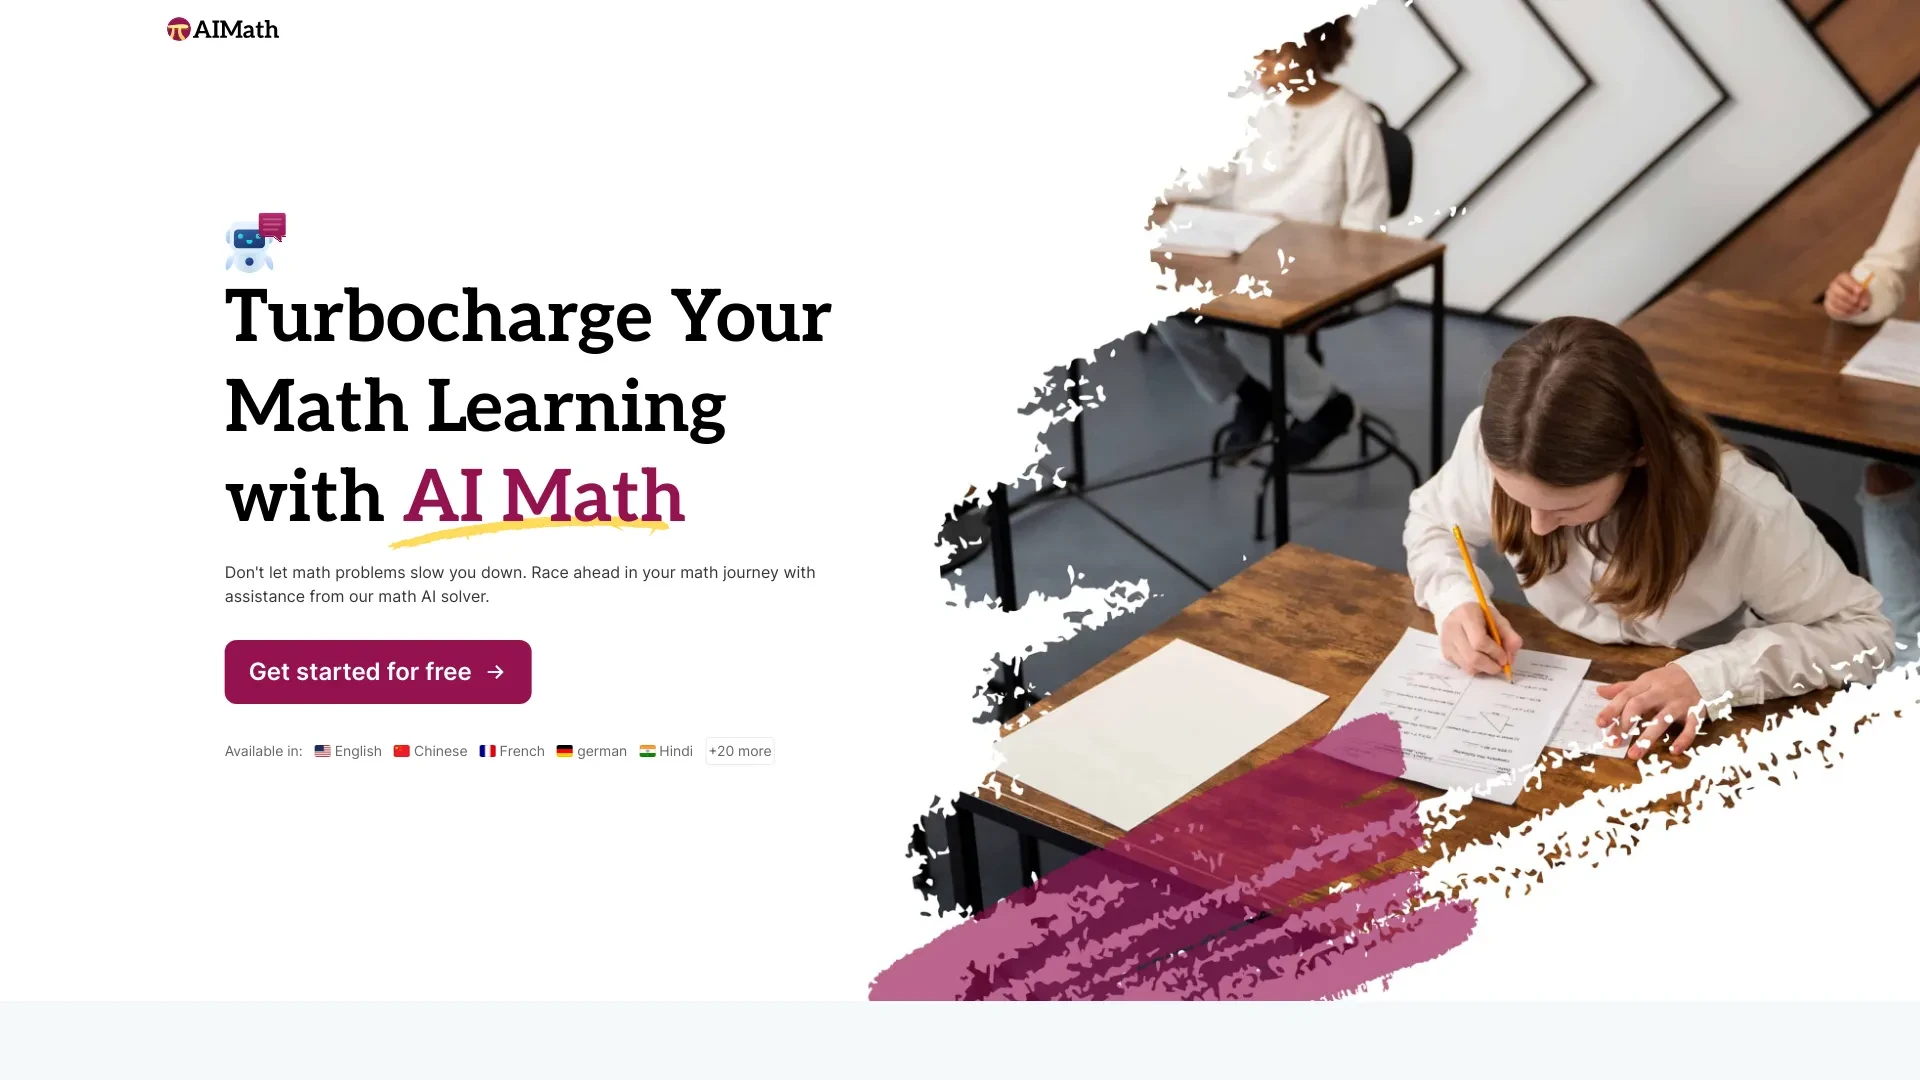 AIMath
Turbocharge Your
Math Learning
with AI Math
Don't let math problems slow you down. Race ahead in your math journey with
assistance from our math AI solver.
Get started for free →
Available in: English Chinese French german Hindi +20 more